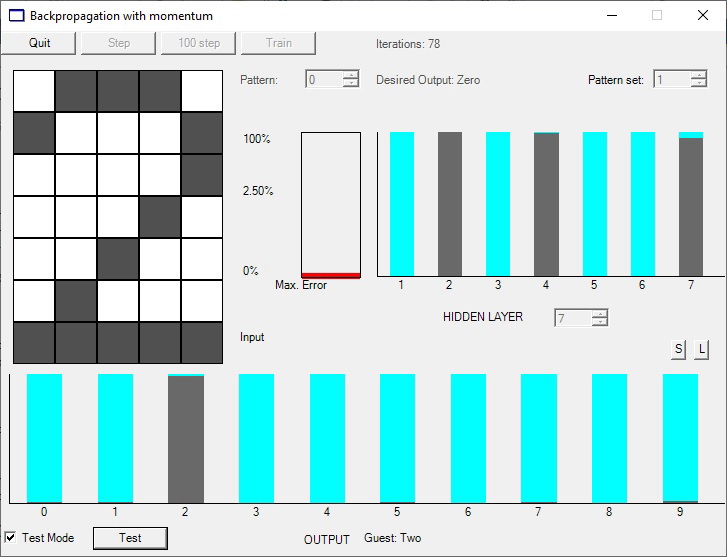 Backpropagation with momentum
Quit Step 100 step Train Iterations: 78
Pattern: 0 Desired Output: Zero Pattern set: 1
100%
2.50%
0%
Max. Error
1 2 3 4 5 6 7
HIDDEN LAYER 7
Input
S L
0 1 2 3 4 5 6 7 8 9
Test Mode Test OUTPUT Guest: Two